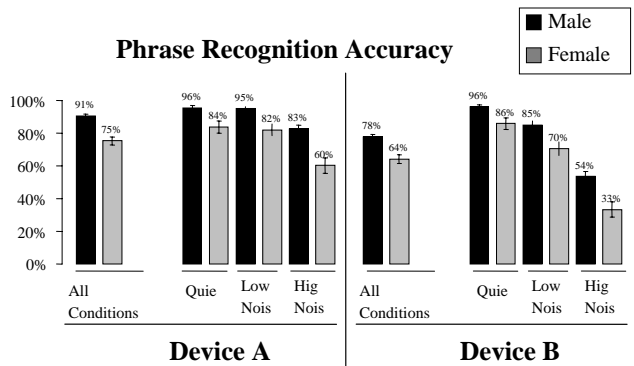 Male
Female
Phrase Recognition Accuracy
100%
80%
60%
40%
20%
0%
91%
75%
96%
84%
95%
82%
83%
60%
78%
64%
96%
86%
85%
70%
54%
33%
All
Conditions
Quie
Low
Nois
Hig
Nois
All
Conditions
Quie
Low
Nois
Hig
Nois
Device A
Device B